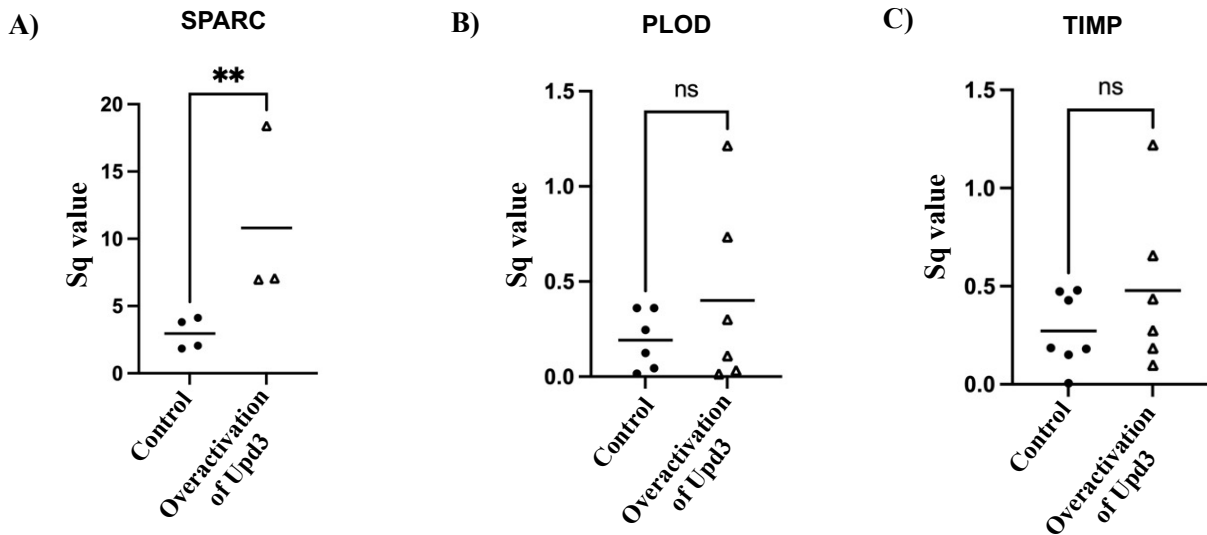 A)
SPARC
**
Sq value
20
15
10
5
0
Control
Overactivation
of Upd3
B)
PLOD
ns
Sq value
1.5
1.0
0.5
0.0
Control
Overactivation
of Upd3
C)
TIMP
ns
Sq value
1.5
1.0
0.5
0.0
Control
Overactivation
of Upd3